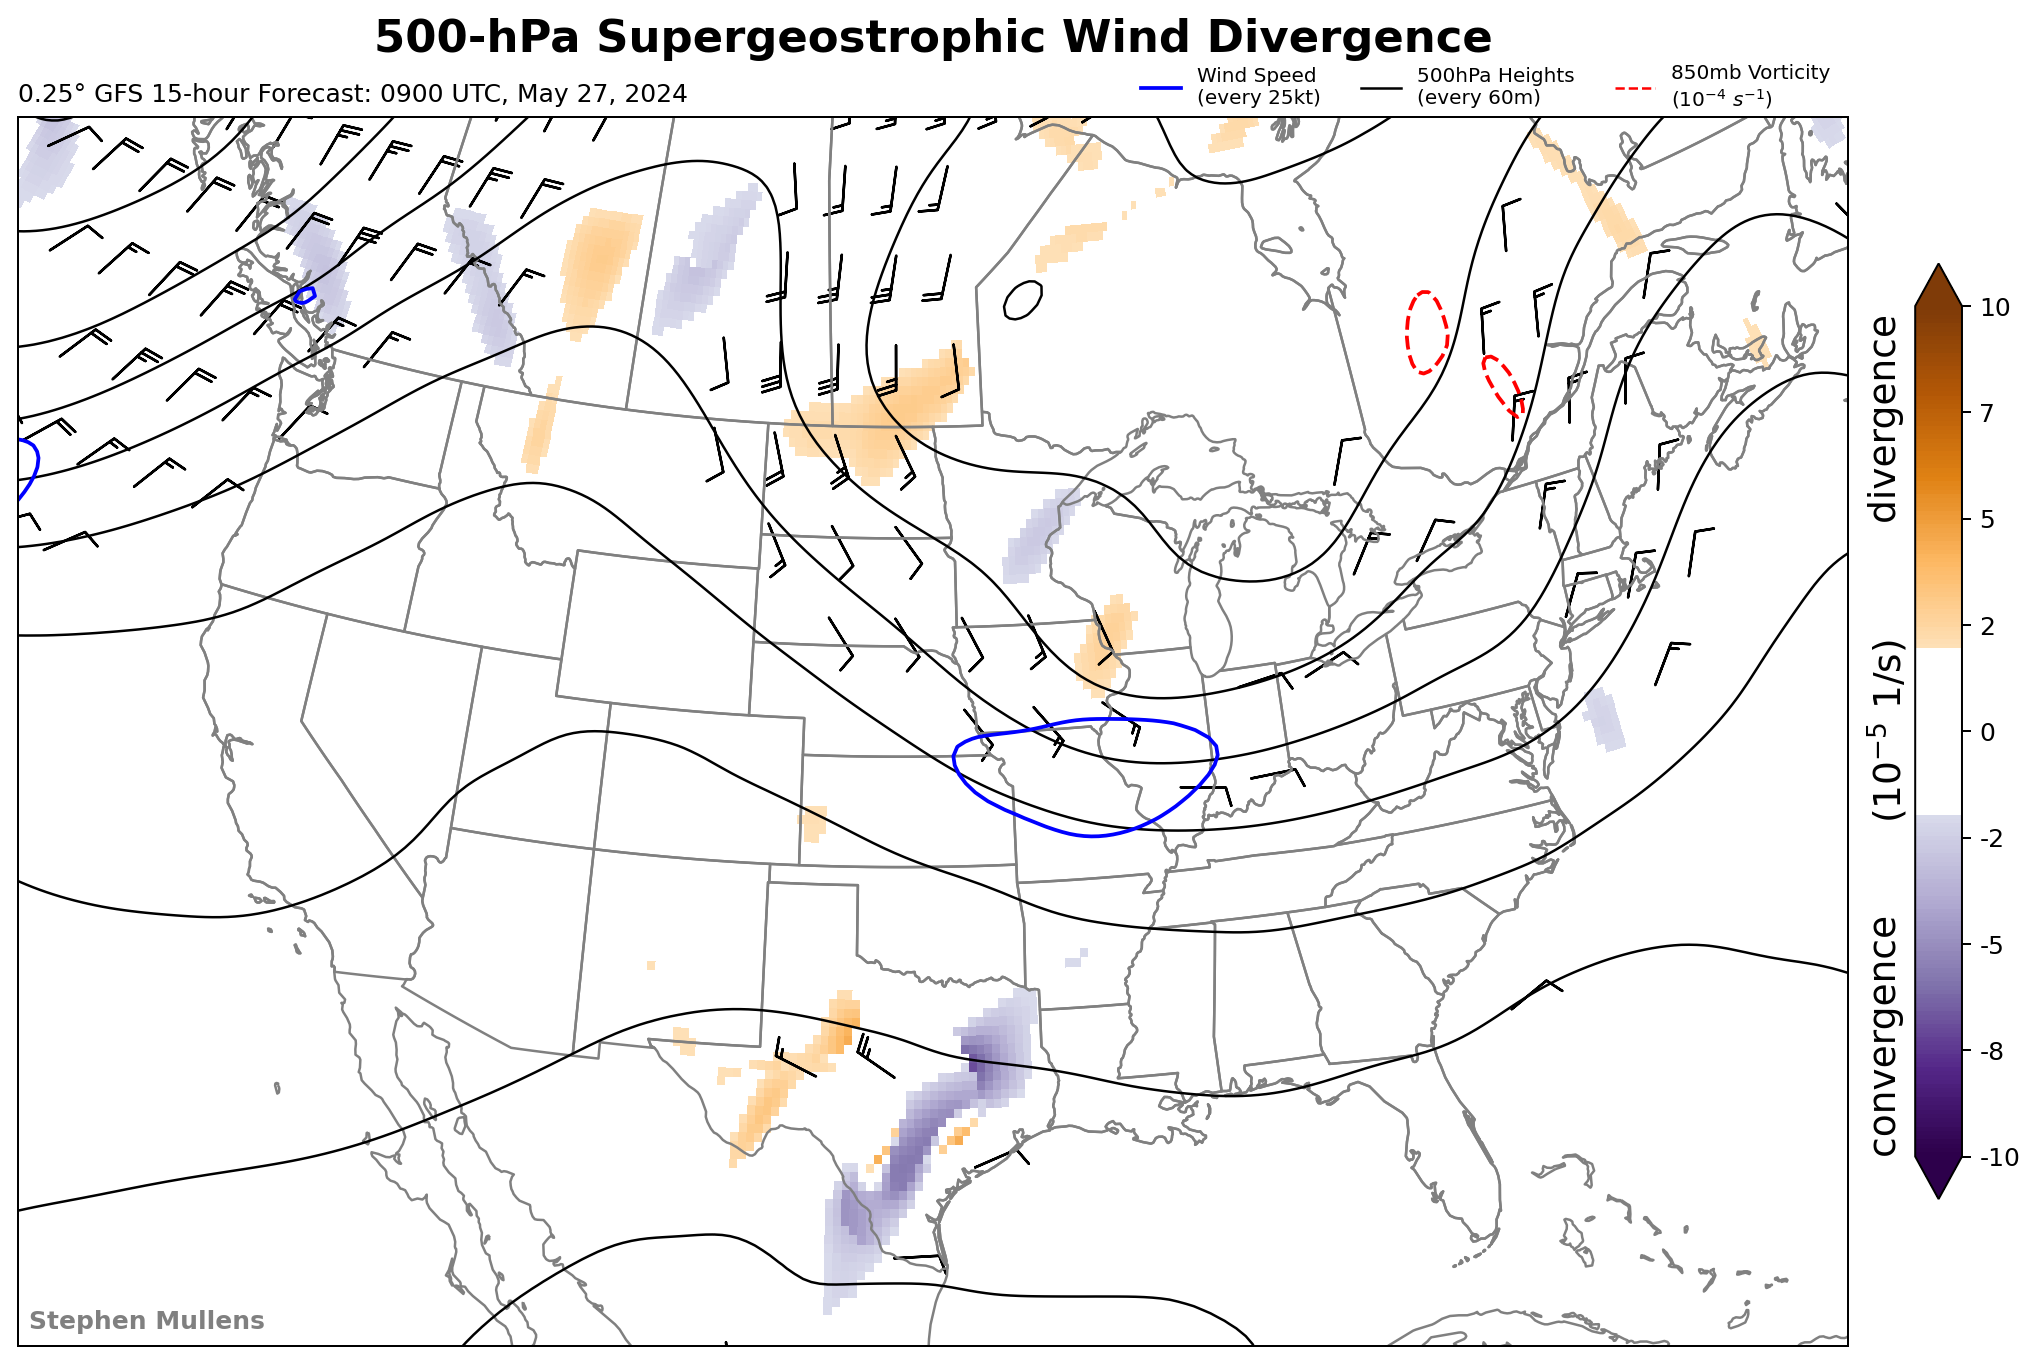 500-hPa Supergeostrophic Wind Divergence
0.25° GFS 15-hour Forecast: 0900 UTC, May 27, 2024
Wind Speed
(every 25kt)
500hPa Heights
(every 60m)
850mb Vorticity
(10⁻⁴ s⁻¹)
10
7
5
2
0
-2
-5
-8
-10
convergence (10⁻⁵ 1/s) divergence
Stephen Mullens